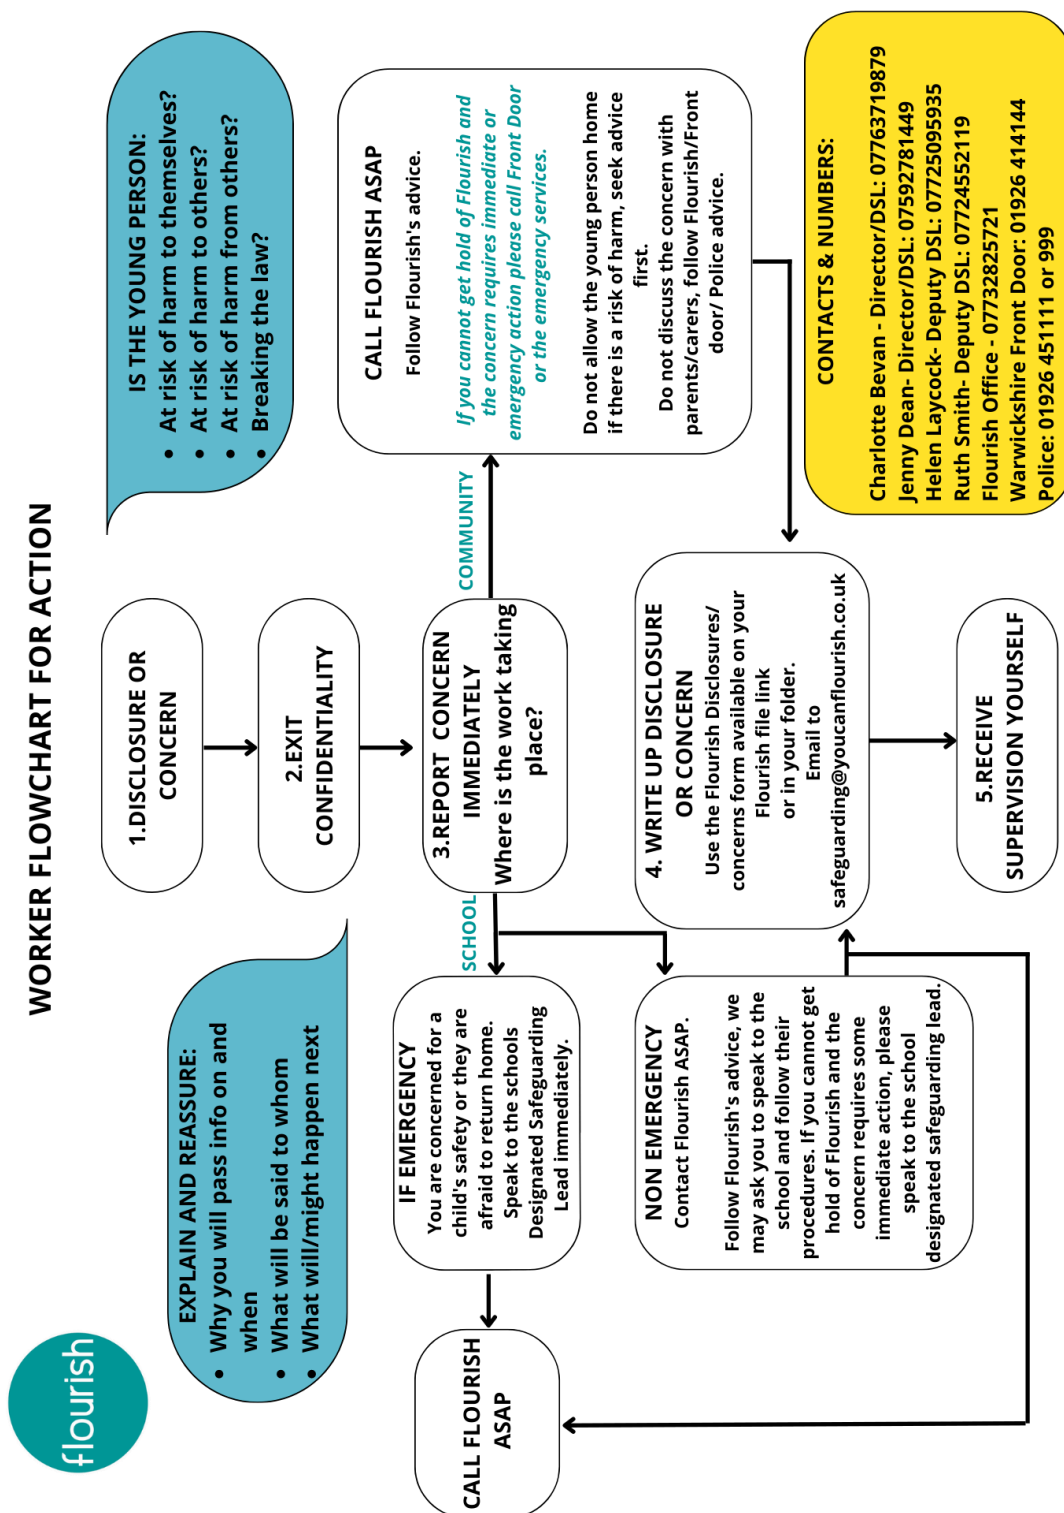 flourish
WORKER FLOWCHART FOR ACTION
EXPLAIN AND REASSURE:
• Why you will pass info on and
when
• What will be said to whom
• What will/might happen next
1.DISCLOSURE OR
CONCERN
IS THE YOUNG PERSON:
• At risk of harm to themselves?
• At risk of harm to others?
• At risk of harm from others?
• Breaking the law?
2.EXIT
CONFIDENTIALITY
3.REPORT CONCERN
IMMEDIATELY
Where is the work taking
place?
SCHOOL
COMMUNITY
CALL FLOURISH
ASAP
IF EMERGENCY
You are concerned for a
child's safety or they are
afraid to return home.
Speak to the schools
Designated Safeguarding
Lead immediately.
CALL FLOURISH ASAP
Follow Flourish's advice.
If you cannot get hold of Flourish and
the concern requires immediate or
emergency action please call Front Door
or the emergency services.
Do not allow the young person home
if there is a risk of harm, seek advice
first.
Do not discuss the concern with
parents/carers, follow Flourish/Front
door/ Police advice.
NON EMERGENCY
Contact Flourish ASAP.
Follow Flourish's advice, we
may ask you to speak to the
school and follow their
procedures. If you cannot get
hold of Flourish and the
concern requires some
immediate action, please
speak to the school
designated safeguarding lead.
4. WRITE UP DISCLOSURE
OR CONCERN
Use the Flourish Disclosures/
concerns form available on your
Flourish file link
or in your folder.
Email to
safeguarding@youcanflourish.co.uk
5.RECEIVE
SUPERVISION YOURSELF
CONTACTS & NUMBERS:
Charlotte Bevan - Director/DSL: 07763719879
Jenny Dean- Director/DSL: 07592781449
Helen Laycock- Deputy DSL: 07725095935
Ruth Smith- Deputy DSL: 07724552119
Flourish Office - 07732825721
Warwickshire Front Door: 01926 414144
Police: 01926 451111 or 999